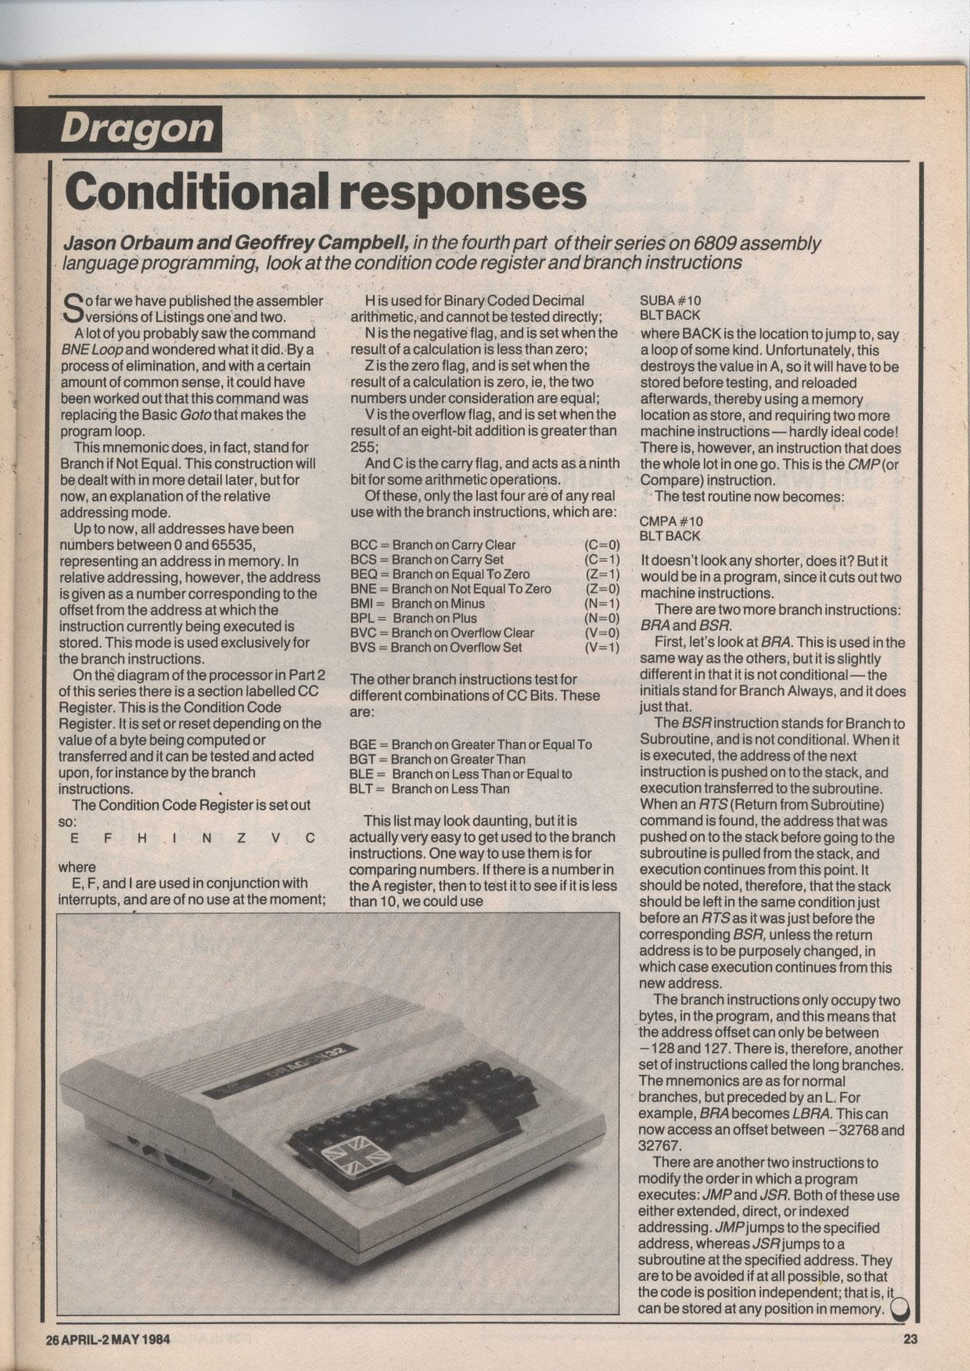 Dragon
Conditional responses
Jason Orbaum and Geoffrey Campbell, in the fourth part of their series on 6809 assembly
language programming, look at the condition code register and branch instructions
So far we have published the assembler
versions of Listings one and two.
A lot of you probably saw the command
BNE Loop and wondered what it did. By a
process of elimination, and with a certain
amount of common sense, it could have
been worked out that this command was
replacing the Basic Goto that makes the
program loop.
This mnemonic does, in fact, stand for
Branch if Not Equal. This construction will
be dealt with in more detail later, but for
now, an explanation of the relative
addressing mode.
Up to now, all addresses have been
numbers between 0 and 65535,
representing an address in memory. In
relative addressing, however, the address
is given as a number corresponding to the
offset from the address at which the
instruction currently being executed is
stored. This mode is used exclusively for
the branch instructions.
On the diagram of the processor in Part 2
of this series there is a section labelled CC
Register. This is the Condition Code
Register. It is set or reset depending on the
value of a byte being computed or
transferred and it can be tested and acted
upon, for instance by the branch
instructions.
The Condition Code Register is set out
so:
E F H I N Z V C
where
E, F, and I are used in conjunction with
interrupts, and are of no use at the moment;
H is used for Binary Coded Decimal
arithmetic, and cannot be tested directly;
N is the negative flag, and is set when the
result of a calculation is less than zero;
Z is the zero flag, and is set when the
result of a calculation is zero, ie, the two
numbers under consideration are equal;
V is the overflow flag, and is set when the
result of an eight-bit addition is greater than
255;
And C is the carry flag, and acts as a ninth
bit for some arithmetic operations.
Of these, only the last four are of any real
use with the branch instructions, which are:
BCC = Branch on Carry Clear (C=0)
BCS = Branch on Carry Set (C=1)
BEQ = Branch on Equal To Zero (Z=1)
BNE = Branch on Not Equal To Zero (Z=0)
BMI = Branch on Minus (N=1)
BPL = Branch on Plus (N=0)
BVC = Branch on Overflow Clear (V=0)
BVS = Branch on Overflow Set (V=1)
The other branch instructions test for
different combinations of CC Bits. These
are:
BGE = Branch on Greater Than or Equal To
BGT = Branch on Greater Than
BLE = Branch on Less Than or Equal to
BLT = Branch on Less Than
This list may look daunting, but it is
actually very easy to get used to the branch
instructions. One way to use them is for
comparing numbers. If there is a number in
the A register, then to test it to see if it is less
than 10, we could use
SUBA #10
BLT BACK
where BACK is the location to jump to, say
a loop of some kind. Unfortunately, this
destroys the value in A, so it will have to be
stored before testing, and reloaded
afterwards, thereby using a memory
location as store, and requiring two more
machine instructions — hardly ideal code!
There is, however, an instruction that does
the whole lot in one go. This is the CMP (or
Compare) instruction.
The test routine now becomes:
CMPA #10
BLT BACK
It doesn't look any shorter, does it? But it
would be in a program, since it cuts out two
machine instructions.
There are two more branch instructions:
BRA and BSR.
First, let's look at BRA. This is used in the
same way as the others, but it is slightly
different in that it is not conditional — the
initials stand for Branch Always, and it does
just that.
The BSR instruction stands for Branch to
Subroutine, and is not conditional. When it
is executed, the address of the next
instruction is pushed on to the stack, and
execution transferred to the subroutine.
When an RTS (Return from Subroutine)
command is found, the address that was
pushed on to the stack before going to the
subroutine is pulled from the stack, and
execution continues from this point. It
should be noted, therefore, that the stack
should be left in the same condition just
before an RTS as it was just before the
corresponding BSR, unless the return
address is to be purposely changed, in
which case execution continues from this
new address.
The branch instructions only occupy two
bytes, in the program, and this means that
the address offset can only be between
−128 and 127. There is, therefore, another
set of instructions called the long branches.
The mnemonics are as for normal
branches, but preceded by an L. For
example, BRA becomes LBRA. This can
now access an offset between −32768 and
32767.
There are another two instructions to
modify the order in which a program
executes: JMP and JSR. Both of these use
either extended, direct, or indexed
addressing. JMP jumps to the specified
address, whereas JSR jumps to a
subroutine at the specified address. They
are to be avoided if at all possible, so that
the code is position independent; that is, it
can be stored at any position in memory.
DRAGON 32
26 APRIL-2 MAY 1984
23